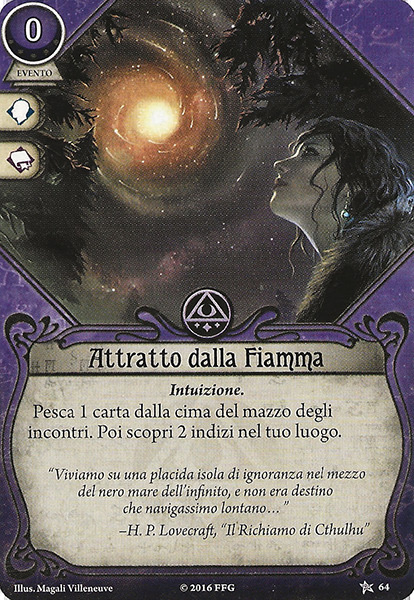 0
EVENTO
Attratto dalla Fiamma
Intuizione.
Pesca 1 carta dalla cima del mazzo degli
incontri. Poi scopri 2 indizi nel tuo luogo.
“Viviamo su una placida isola di ignoranza nel mezzo
del nero mare dell’infinito, e non era destino
che navigassimo lontano…”
–H. P. Lovecraft, “Il Richiamo di Cthulhu”
Illus. Magali Villeneuve © 2016 FFG 64